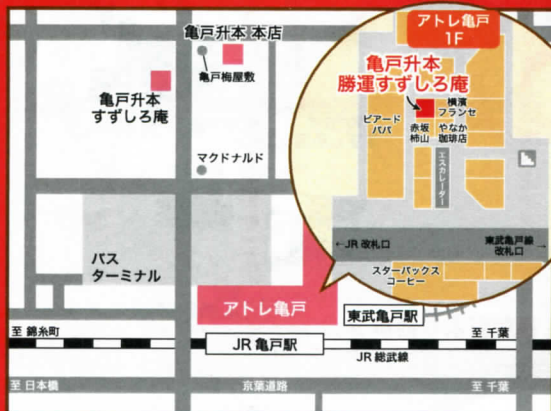 亀戸升本 本店
亀戸梅屋敷
亀戸升本
すずしろ庵
マクドナルド
バス
ターミナル
アトレ亀戸
1F
亀戸升本
勝運すずしろ庵
ビアード
パパ
横濱
フランセ
赤坂
柿山
やなか
珈琲店
エスカレーター
←JR 改札口
東武亀戸線
改札口→
スターバックス
コーヒー
アトレ亀戸
東武亀戸駅
至 錦糸町
JR 亀戸駅
JR 総武線
至 千葉
至 日本橋
京葉道路
至 千葉